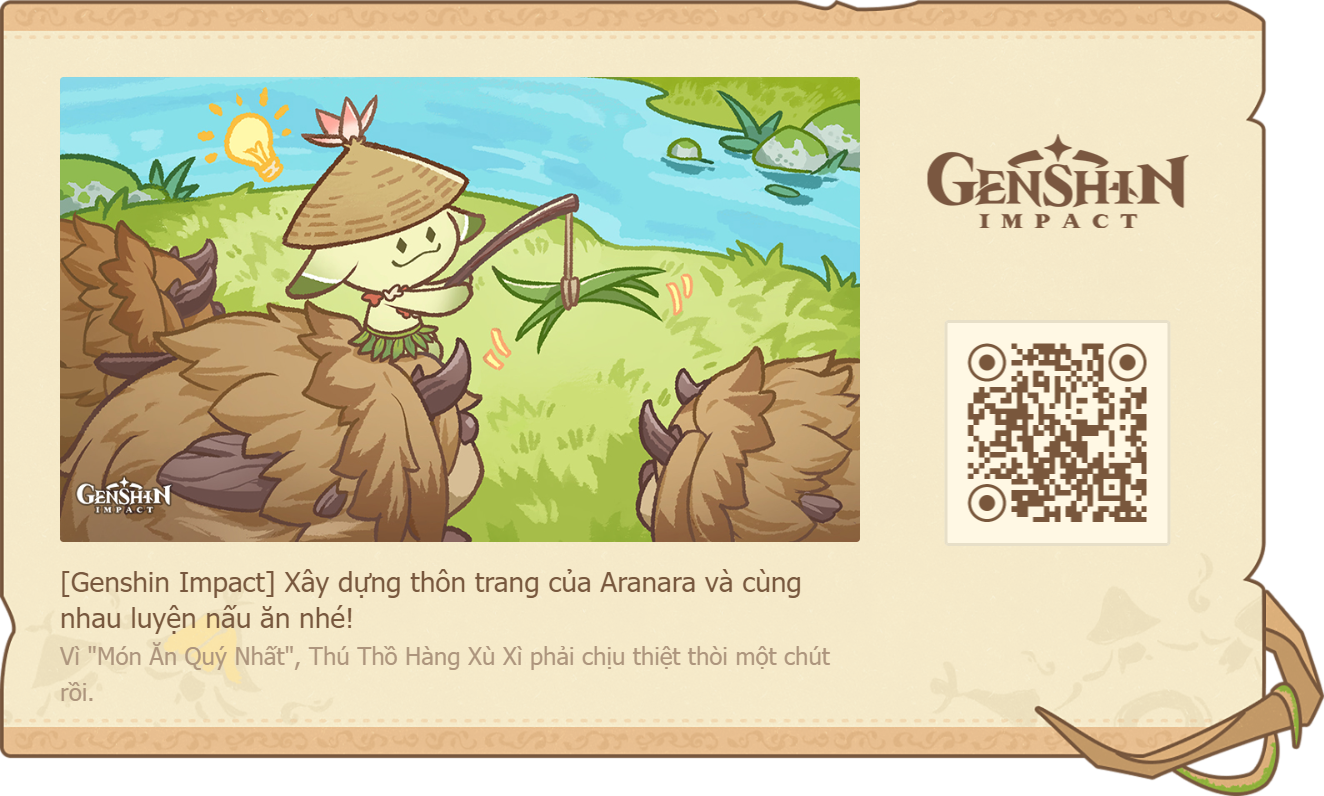 GENSHIN
IMPACT
GENSHIN
IMPACT
[Genshin Impact] Xây dựng thôn trang của Aranara và cùng
nhau luyện nấu ăn nhé!
Vì "Món Ăn Quý Nhất", Thú Thồ Hàng Xù Xì phải chịu thiệt thòi một chút
rồi.